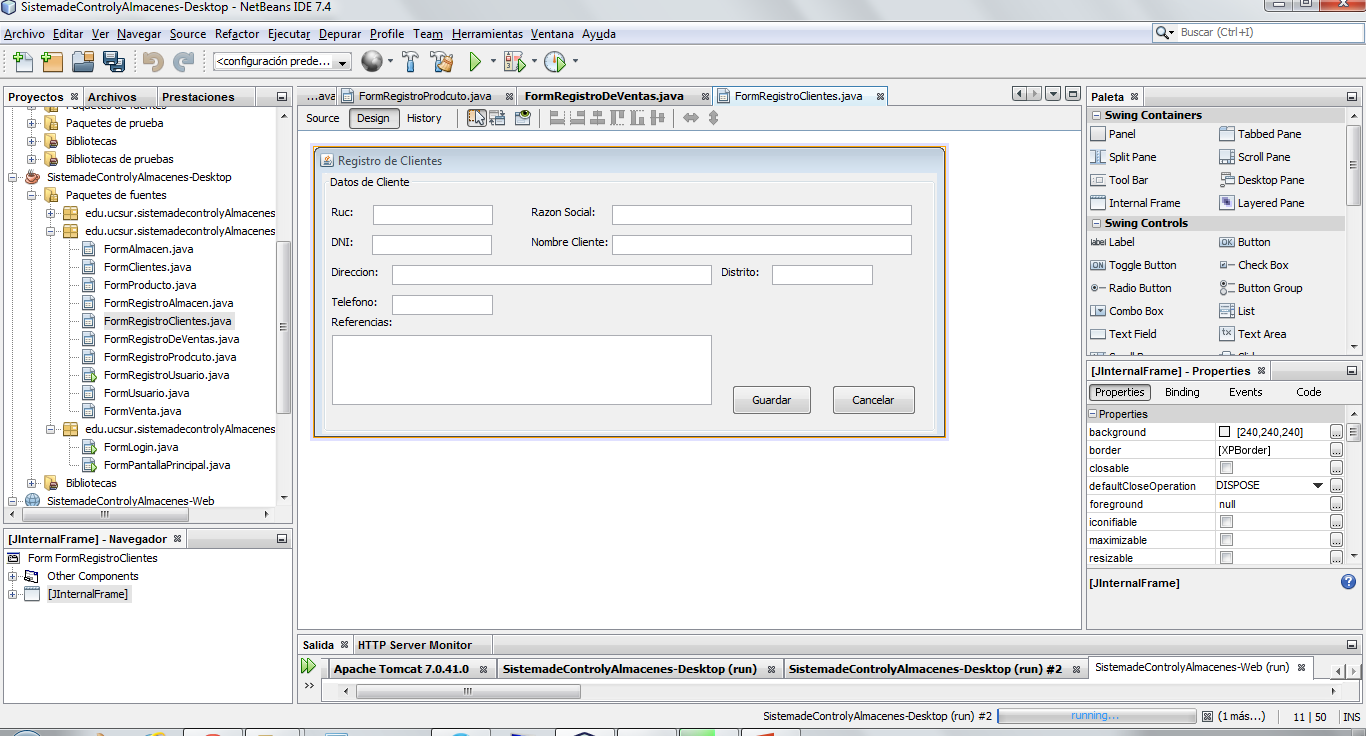 SistemadeControlyAlmacenes-Desktop - NetBeans IDE 7.4
Archivo Editar Ver Navegar Source Refactor Ejecutar Depurar Profile Team Herramientas Ventana Ayuda
Buscar (Ctrl+I)
<configuración prede...
Proyectos Archivos Prestaciones
Paquetes de prueba
Bibliotecas
Bibliotecas de pruebas
SistemadeControlyAlmacenes-Desktop
Paquetes de fuentes
edu.ucsur.sistemadecontrolyAlmacenes
edu.ucsur.sistemadecontrolyAlmacenes
FormAlmacen.java
FormClientes.java
FormProducto.java
FormRegistroAlmacen.java
FormRegistroClientes.java
FormRegistroDeVentas.java
FormRegistroProdcuto.java
FormRegistroUsuario.java
FormUsuario.java
FormVenta.java
edu.ucsur.sistemadecontrolyAlmacenes
FormLogin.java
FormPantallaPrincipal.java
Bibliotecas
SistemadeControlyAlmacenes-Web
[JInternalFrame] - Navegador
Form FormRegistroClientes
Other Components
[JInternalFrame]
...ava FormRegistroProdcuto.java FormRegistroDeVentas.java FormRegistroClientes.java
Source Design History
Registro de Clientes
Datos de Cliente
Ruc: Razon Social:
DNI: Nombre Cliente:
Direccion: Distrito:
Telefono:
Referencias:
Guardar Cancelar
Paleta
Swing Containers
Panel Tabbed Pane
Split Pane Scroll Pane
Tool Bar Desktop Pane
Internal Frame Layered Pane
Swing Controls
label Label OK Button
ON Toggle Button Check Box
Radio Button Button Group
Combo Box List
Text Field Text Area
[JInternalFrame] - Properties
Properties Binding Events Code
Properties
background [240,240,240] ...
border [XPBorder] ...
closable ...
defaultCloseOperation DISPOSE ...
foreground null ...
iconifiable ...
maximizable ...
resizable ...
[JInternalFrame]
Salida HTTP Server Monitor
Apache Tomcat 7.0.41.0 SistemadeControlyAlmacenes-Desktop (run) SistemadeControlyAlmacenes-Desktop (run) #2 SistemadeControlyAlmacenes-Web (run)
SistemadeControlyAlmacenes-Desktop (run) #2 running... (1 más...) 11 | 50 INS